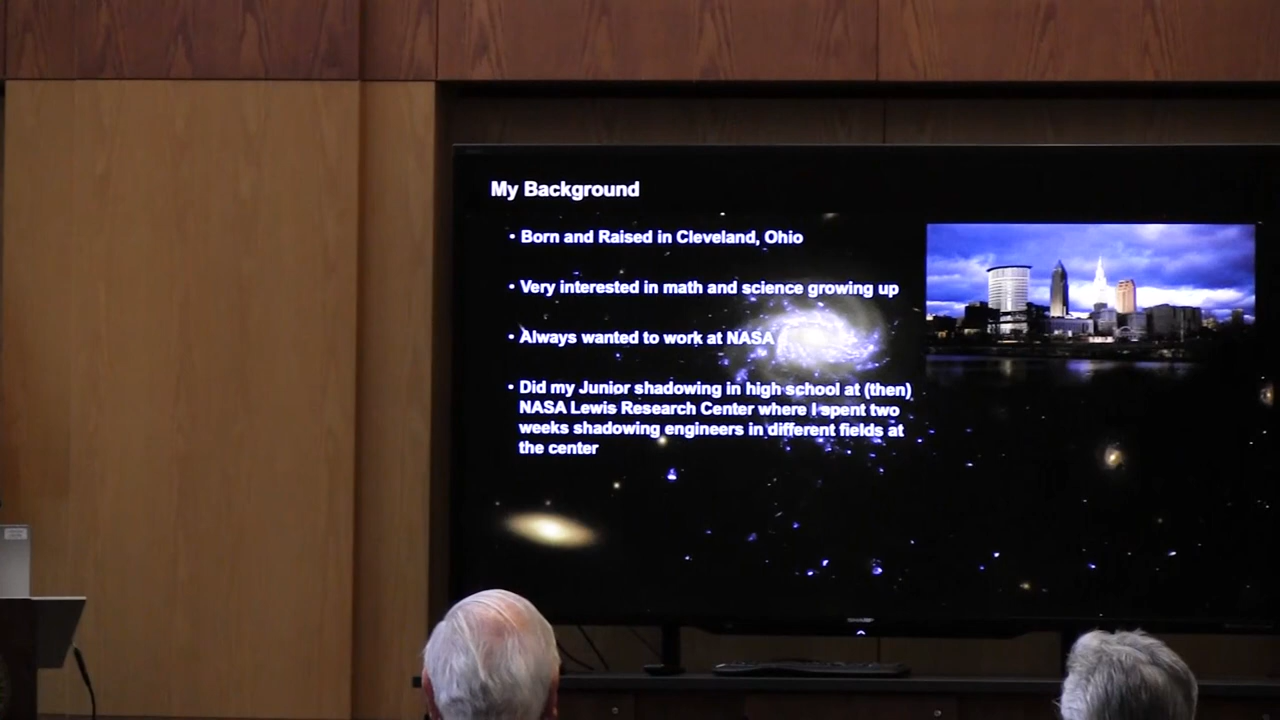 My Background
• Born and Raised in Cleveland, Ohio
• Very interested in math and science growing up
• Always wanted to work at NASA
• Did my Junior shadowing in high school at (then)
NASA Lewis Research Center where I spent two
weeks shadowing engineers in different fields at
the center
SHARP